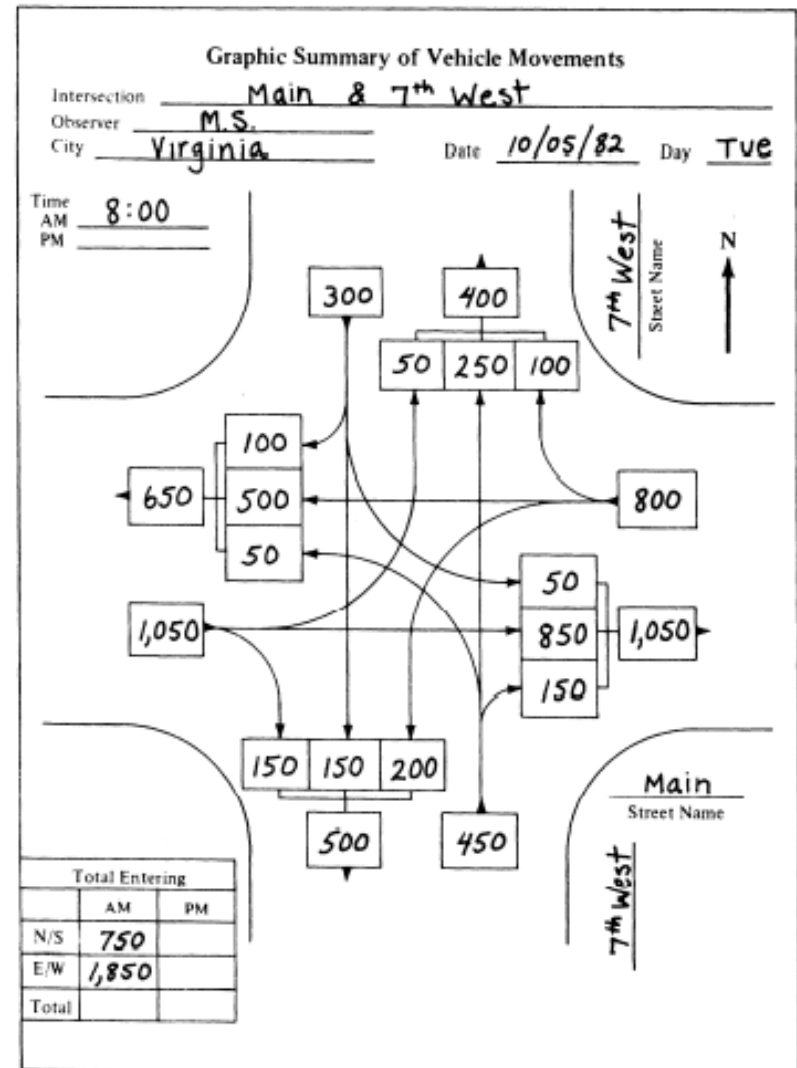 Graphic Summary of Vehicle Movements
Intersection Main & 7th West
Observer M.S.
City Virginia Date 10/05/82 Day TUE
Time
AM 8:00
PM
7th West
Street Name
N
300 400
50 250 100
100
650 500 800
50
50
1,050 850 1,050
150
150 150 200
500 450
Main
Street Name
7th West
Total Entering
AM PM
N/S 750
E/W 1,850
Total